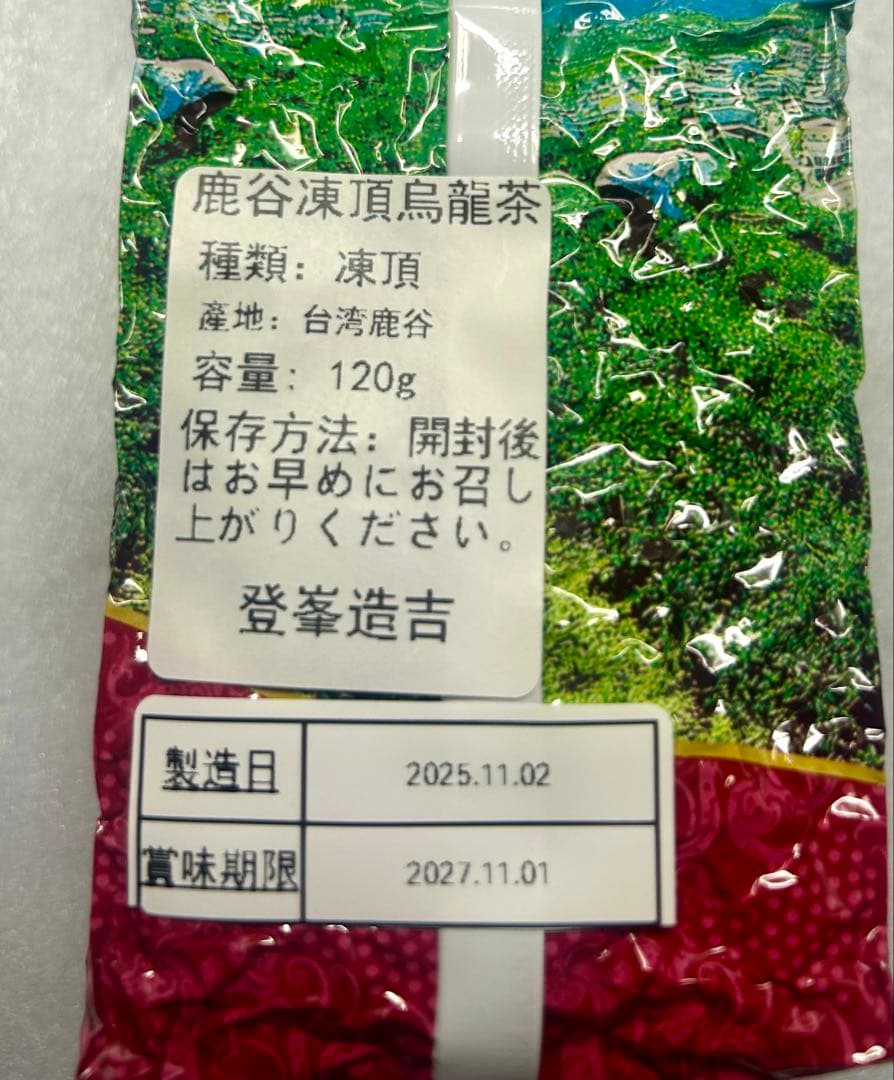 鹿谷凍頂烏龍茶
種類：凍頂
產地：台湾鹿谷
容量：120g
保存方法：開封後
はお早めにお召し
上がりください。
登峯造吉
製造日 2025.11.02
賞味期限 2027.11.01